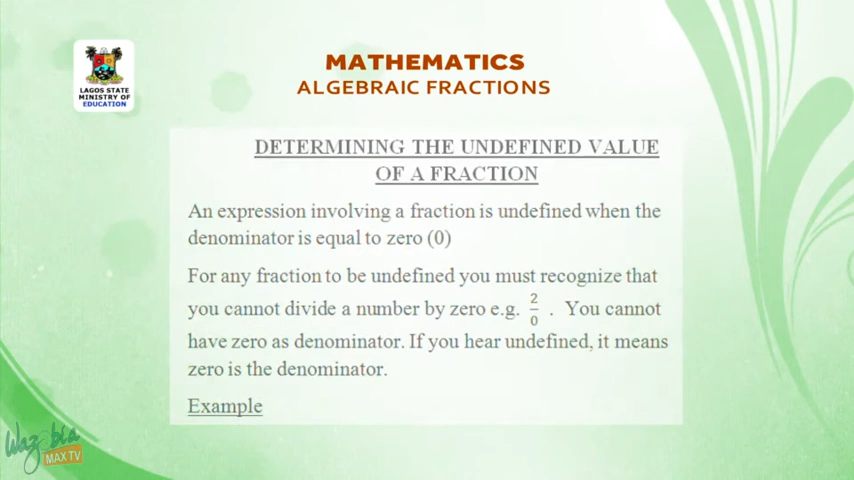 LAGOS STATE
MINISTRY OF
EDUCATION
MATHEMATICS
ALGEBRAIC FRACTIONS
DETERMINING THE UNDEFINED VALUE
OF A FRACTION
An expression involving a fraction is undefined when the
denominator is equal to zero (0)
For any fraction to be undefined you must recognize that
you cannot divide a number by zero e.g. 2/0 . You cannot
have zero as denominator. If you hear undefined, it means
zero is the denominator.
Example
Wazobia
MAX TV